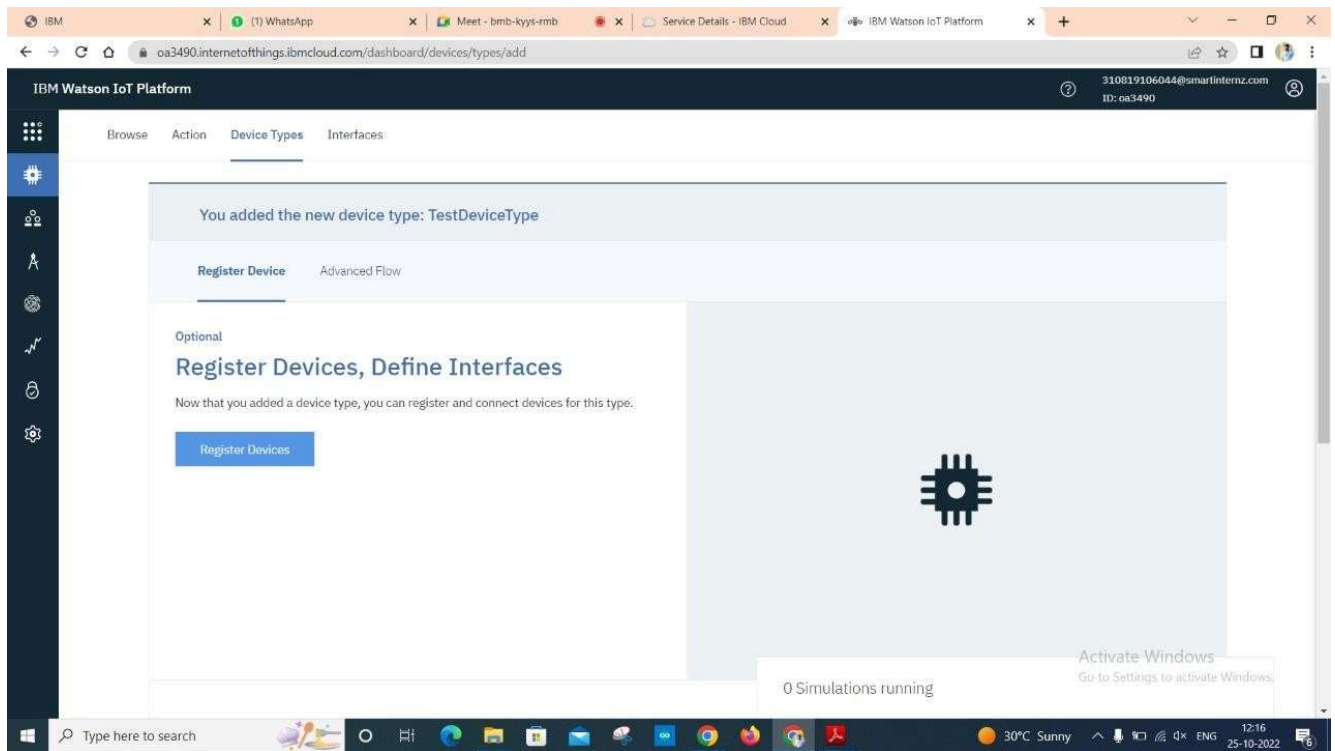 IBM
(1) WhatsApp
Meet - bmb-kyys-rmb
Service Details - IBM Cloud
IBM Watson IoT Platform
oa3490.internetofthings.ibmcloud.com/dashboard/devices/types/add
IBM Watson IoT Platform
310819106044@smartinternz.com
ID: oa3490
Browse Action Device Types Interfaces
You added the new device type: TestDeviceType
Register Device Advanced Flow
Optional
Register Devices, Define Interfaces
Now that you added a device type, you can register and connect devices for this type.
Register Devices
Activate Windows
Go to Settings to activate Windows.
0 Simulations running
Type here to search
30°C Sunny
ENG
12:16
25-10-2022
6